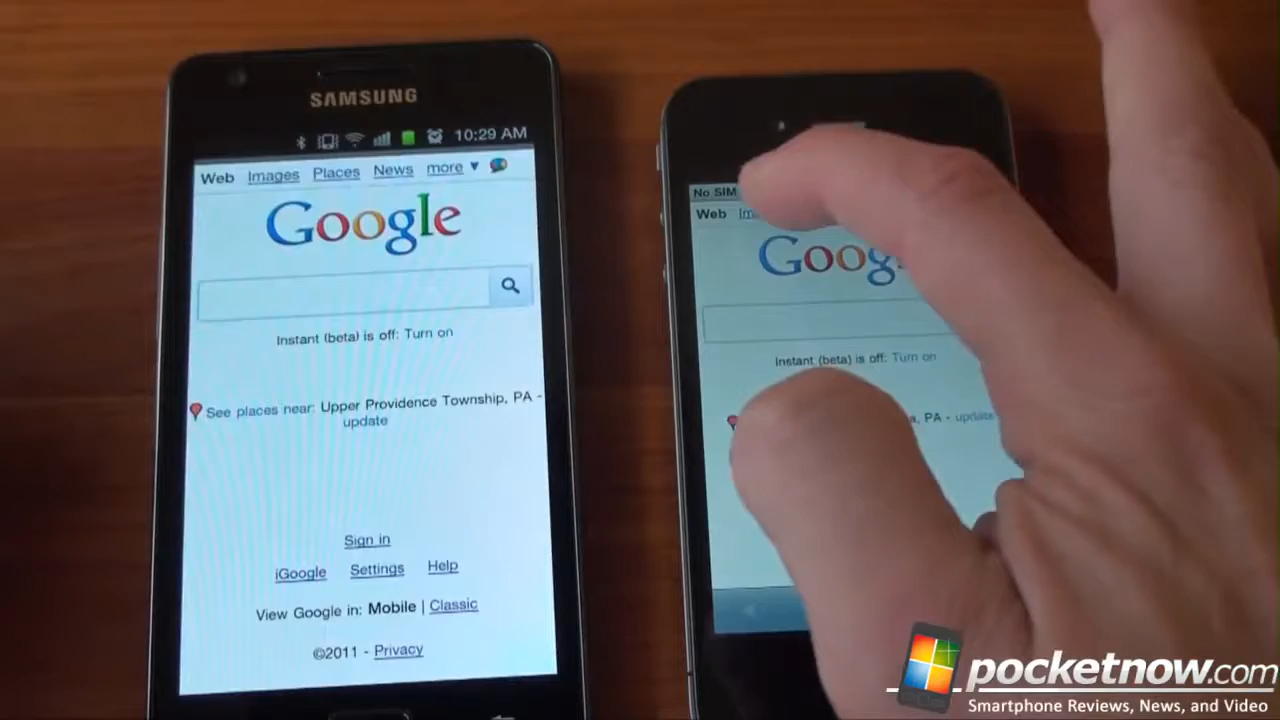 SAMSUNG
10:29 AM
Web Images Places News more ▼
Google
Instant (beta) is off: Turn on
See places near: Upper Providence Township, PA -
update
Sign in
iGoogle Settings Help
View Google in: Mobile | Classic
©2011 - Privacy
No SIM
Web
Goog
Instant (beta) is off: Turn on
PA - update
pocketnow.com
Smartphone Reviews, News, and Video